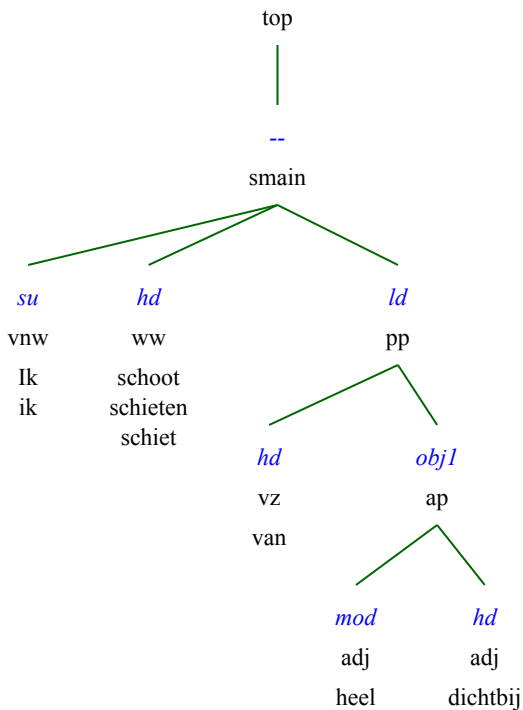 top
--
smain
su hd ld
vnw ww pp
Ik schoot
ik schieten
schiet
hd obj1
vz ap
van
mod hd
adj adj
heel dichtbij